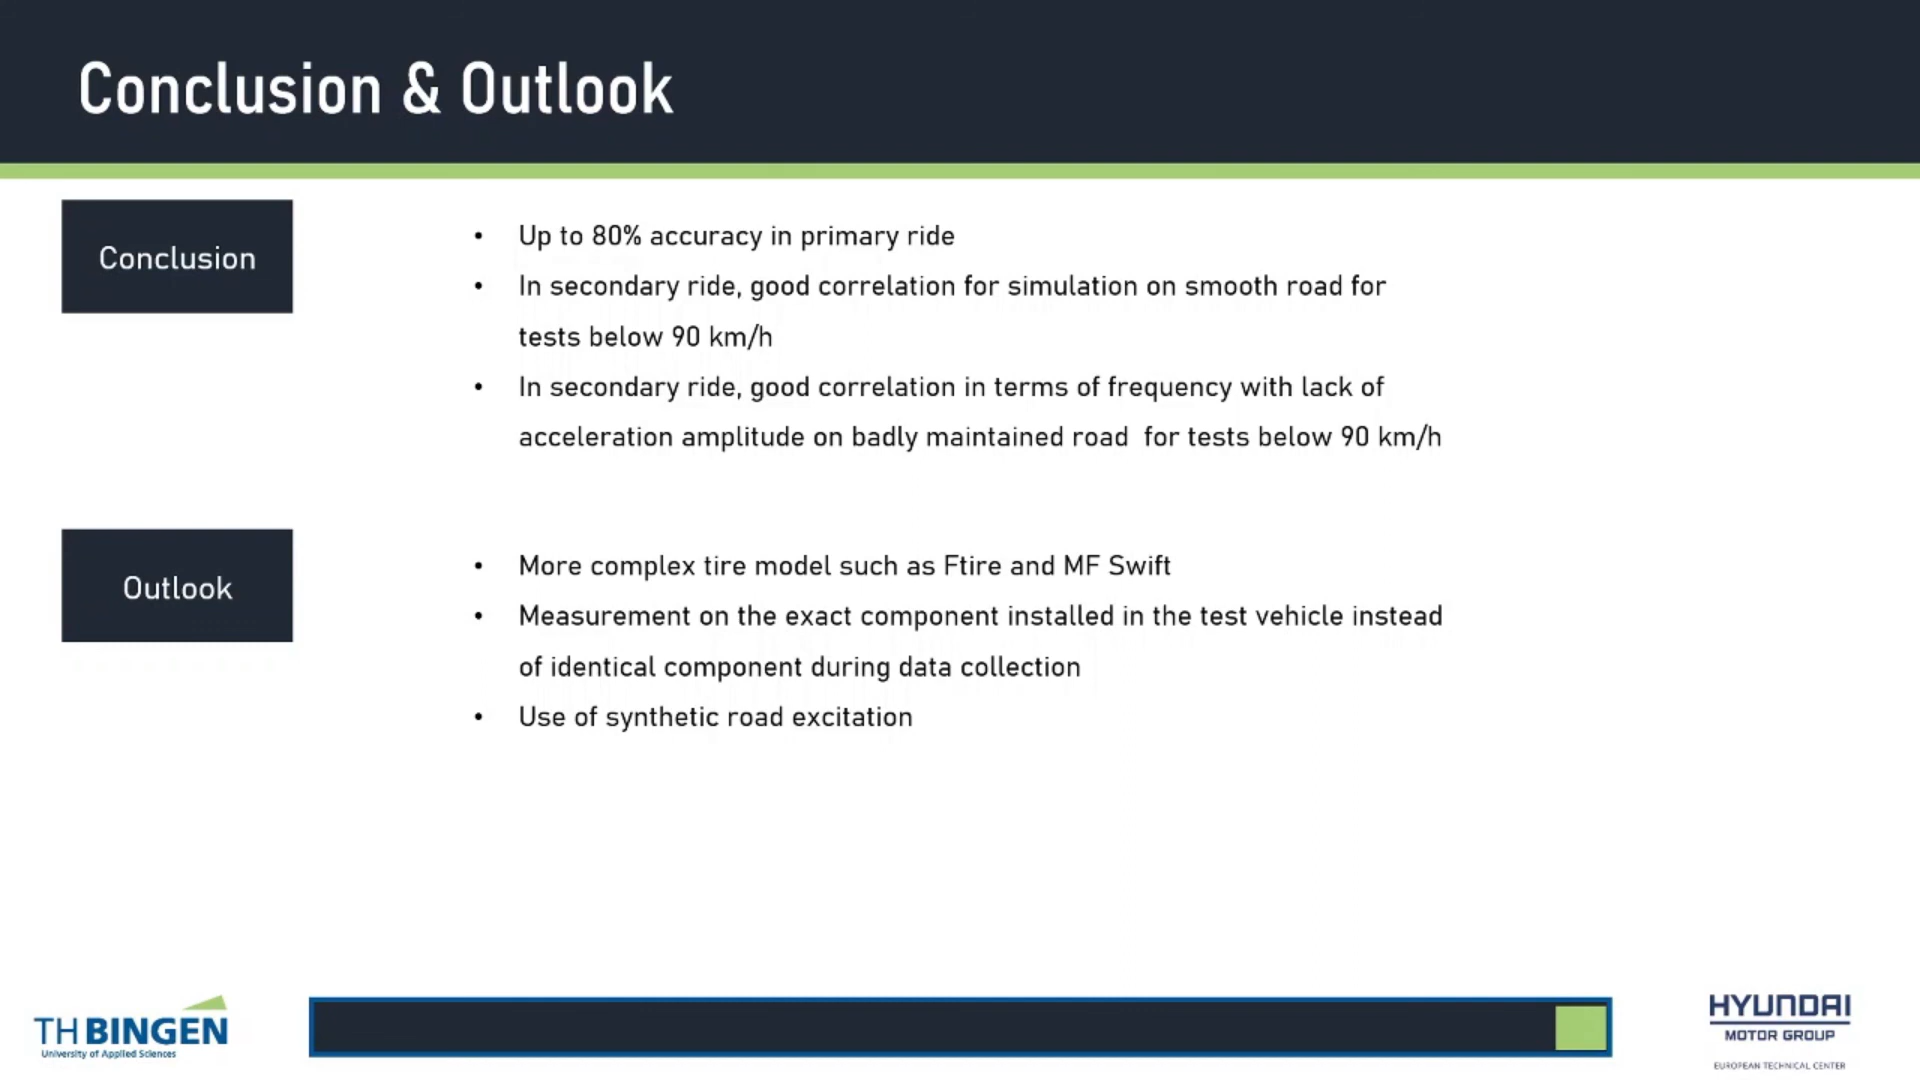 Conclusion & Outlook
Conclusion
• Up to 80% accuracy in primary ride
• In secondary ride, good correlation for simulation on smooth road for
tests below 90 km/h
• In secondary ride, good correlation in terms of frequency with lack of
acceleration amplitude on badly maintained road for tests below 90 km/h
Outlook
• More complex tire model such as Ftire and MF Swift
• Measurement on the exact component installed in the test vehicle instead
of identical component during data collection
• Use of synthetic road excitation
TH BINGEN
University of Applied Sciences
HYUNDAI
MOTOR GROUP
EUROPEAN TECHNICAL CENTER